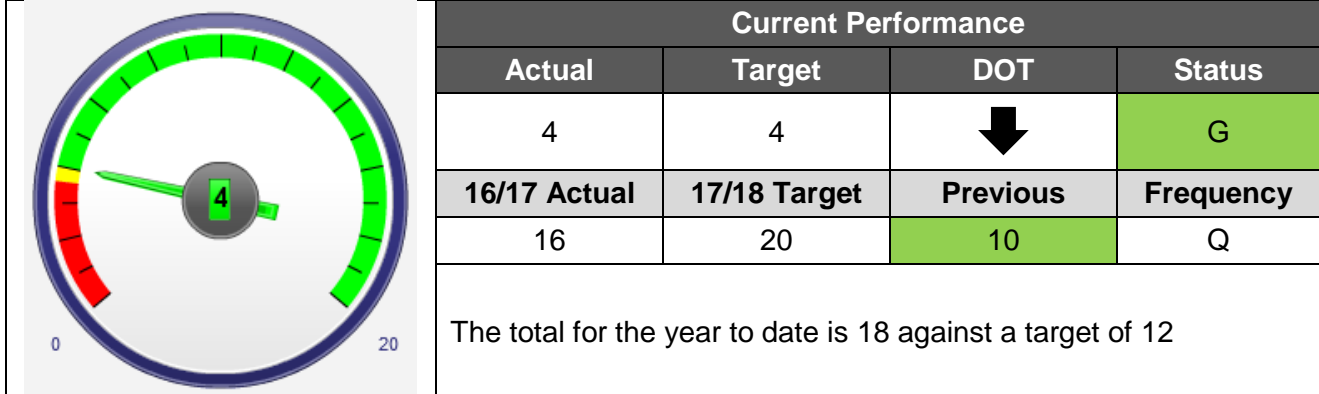 4
0 20
Current Performance
Actual Target DOT Status
4 4 G
16/17 Actual 17/18 Target Previous Frequency
16 20 10 Q
The total for the year to date is 18 against a target of 12